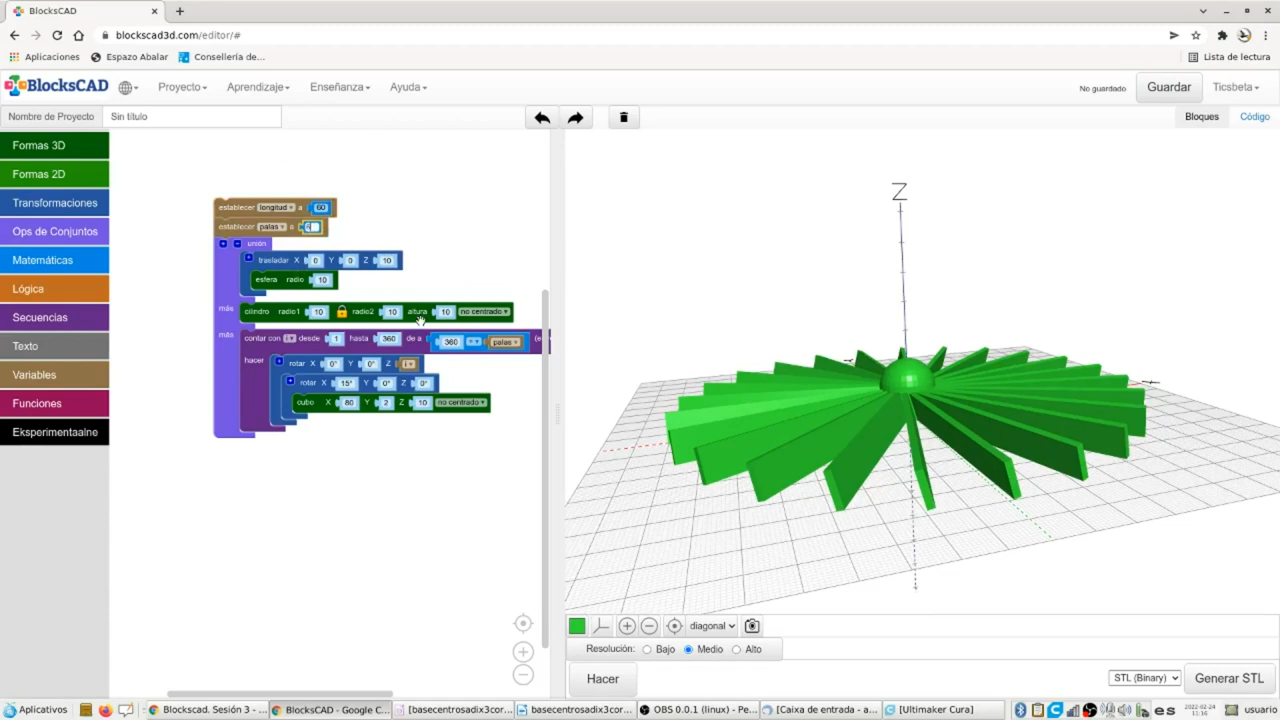 BlocksCAD
blockscad3d.com/editor/#
Aplicaciones Espazo Abalar Consellería de... Lista de lectura
BlocksCAD Proyecto Aprendizaje Enseñanza Ayuda No guardado Guardar Ticsbeta
Nombre de Proyecto Sin título Bloques Código
Formas 3D
Formas 2D
Transformaciones
Ops de Conjuntos
Matemáticas
Lógica
Secuencias
Texto
Variables
Funciones
Eksperimentaalne
establecer longitud a 60
establecer palas a
unión
trasladar X 0 Y 0 Z 10
esfera radio 10
más cilindro radio1 10 radio2 10 altura 10 no centrado
más contar con i desde 1 hasta 360 de a 360 ÷ palas (e
hacer rotar X 0° Y 0° Z i
rotar X 15° Y 0° Z 0°
cubo X 80 Y 2 Z 10 no centrado
Z
diagonal
Resolución: Bajo Medio Alto
Hacer STL (Binary) Generar STL
Aplicativos Blockscad. Sesión 3 - ... BlocksCAD - Google C... [basecentrosadix3cor... basecentrosadix3cor... OBS 0.0.1 (linux) - Pe... [Caixa de entrada - a... [Ultimaker Cura] es 2022-02-24 usuario
11:16